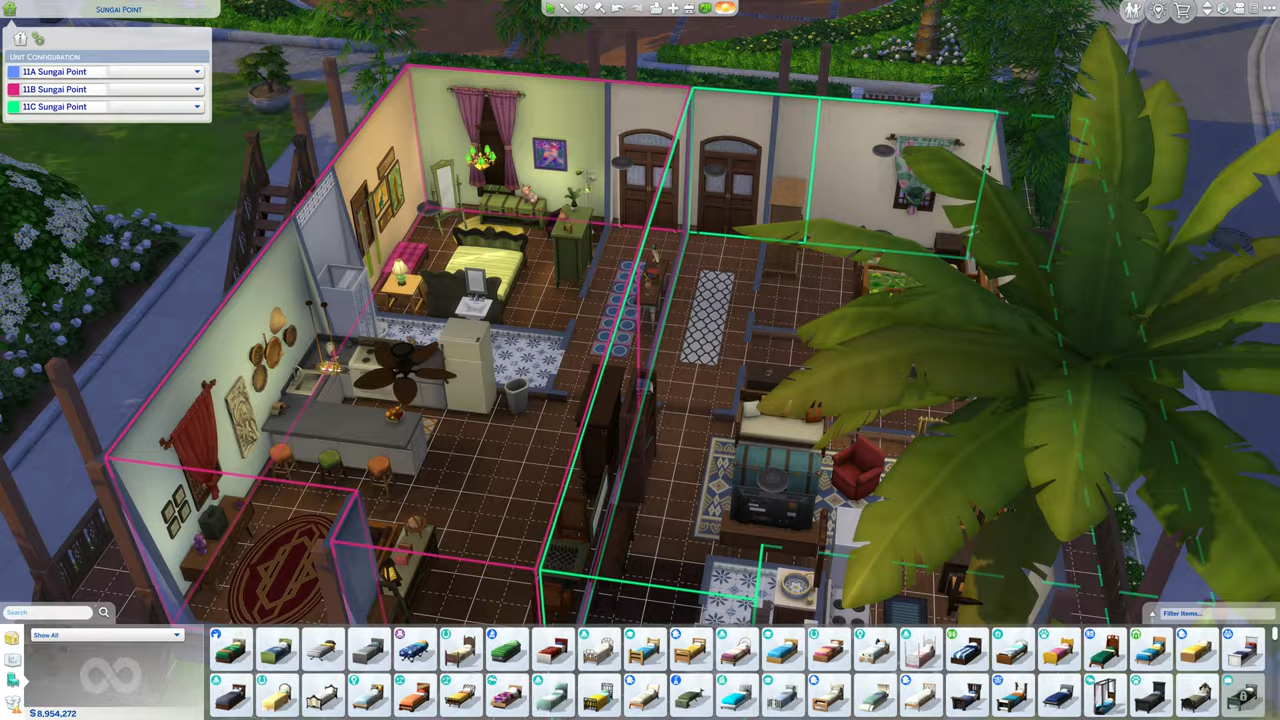 SUNGAI POINT
UNIT CONFIGURATION
11A Sungai Point
11B Sungai Point
11C Sungai Point
Search
Filter Items...
Show All
§8,954,272